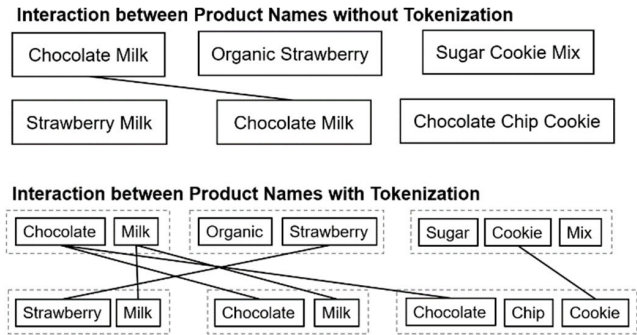 Interaction between Product Names without Tokenization
Chocolate Milk Organic Strawberry Sugar Cookie Mix
Strawberry Milk Chocolate Milk Chocolate Chip Cookie
Interaction between Product Names with Tokenization
Chocolate Milk Organic Strawberry Sugar Cookie Mix
Strawberry Milk Chocolate Milk Chocolate Chip Cookie